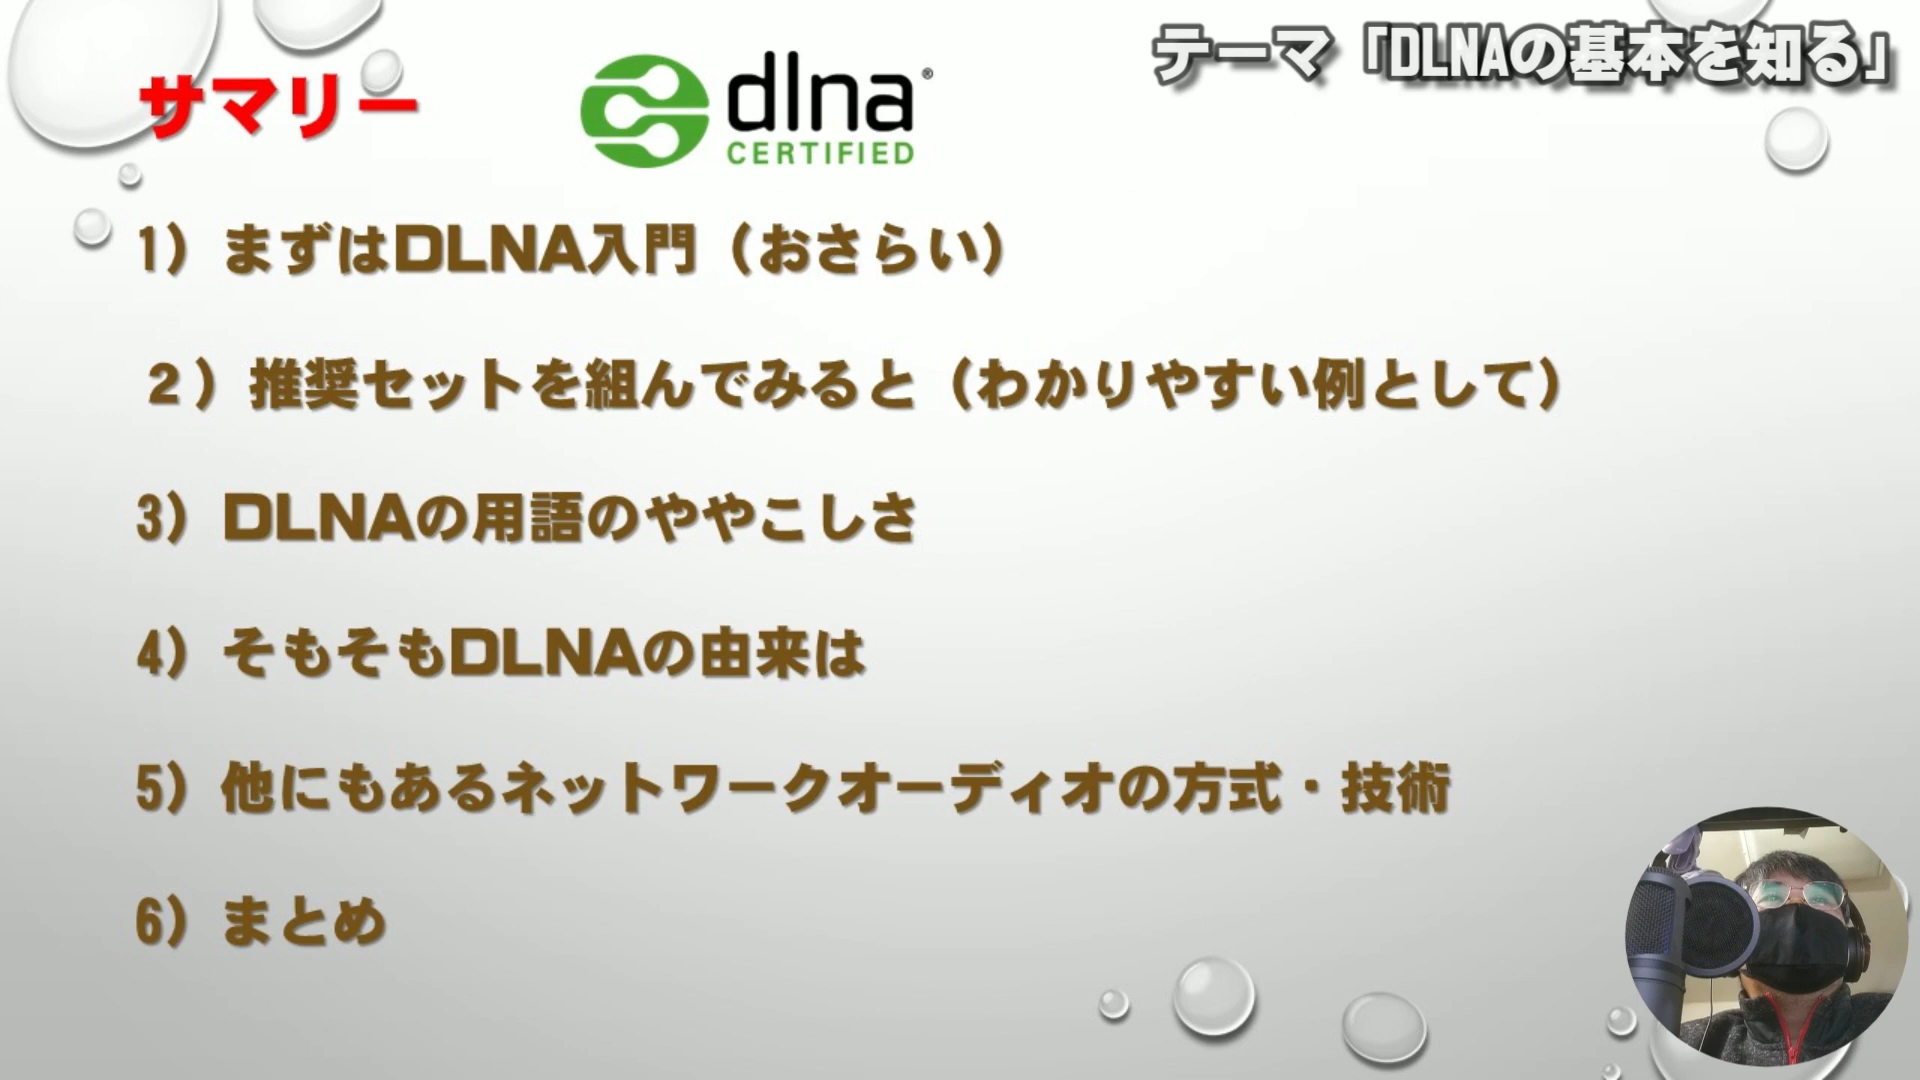 テーマ「DLNAの基本を知る」
サマリー
dlna®
CERTIFIED
1）まずはDLNA入門（おさらい）
２）推奨セットを組んでみると（わかりやすい例として）
3）DLNAの用語のややこしさ
4）そもそもDLNAの由来は
5）他にもあるネットワークオーディオの方式・技術
6）まとめ